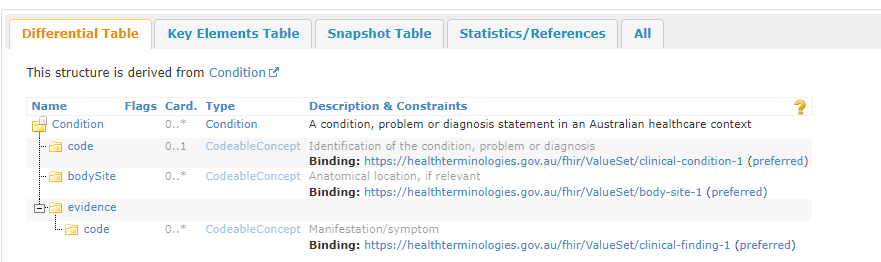 Differential Table Key Elements Table Snapshot Table Statistics/References All
This structure is derived from Condition
Name Flags Card. Type Description & Constraints ?
Condition 0..* Condition A condition, problem or diagnosis statement in an Australian healthcare context
code 0..1 CodeableConcept Identification of the condition, problem or diagnosis
Binding: https://healthterminologies.gov.au/fhir/ValueSet/clinical-condition-1 (preferred)
bodySite 0..* CodeableConcept Anatomical location, if relevant
Binding: https://healthterminologies.gov.au/fhir/ValueSet/body-site-1 (preferred)
evidence
code 0..* CodeableConcept Manifestation/symptom
Binding: https://healthterminologies.gov.au/fhir/ValueSet/clinical-finding-1 (preferred)